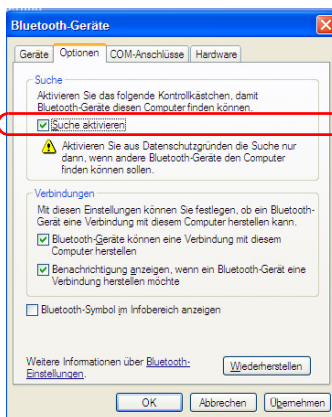 Bluetooth-Geräte
Geräte Optionen COM-Anschlüsse Hardware
Suche
Aktivieren Sie das folgende Kontrollkästchen, damit
Bluetooth-Geräte diesen Computer finden können.
Suche aktivieren
Aktivieren Sie aus Datenschutzgründen die Suche nur
dann, wenn andere Bluetooth-Geräte den Computer
finden können sollen.
Verbindungen
Mit diesen Einstellungen können Sie festlegen, ob ein Bluetooth-
Gerät eine Verbindung mit diesem Computer herstellen kann.
Bluetooth-Geräte können eine Verbindung mit diesem
Computer herstellen
Benachrichtigung anzeigen, wenn ein Bluetooth-Gerät eine
Verbindung herstellen möchte
Bluetooth-Symbol im Infobereich anzeigen
Weitere Informationen über Bluetooth-
Einstellungen.
Wiederherstellen
OK Abbrechen Übernehmen